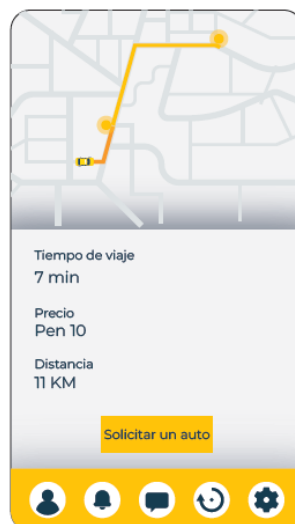 Tiempo de viaje
7 min
Precio
Pen 10
Distancia
11 KM
Solicitar un auto